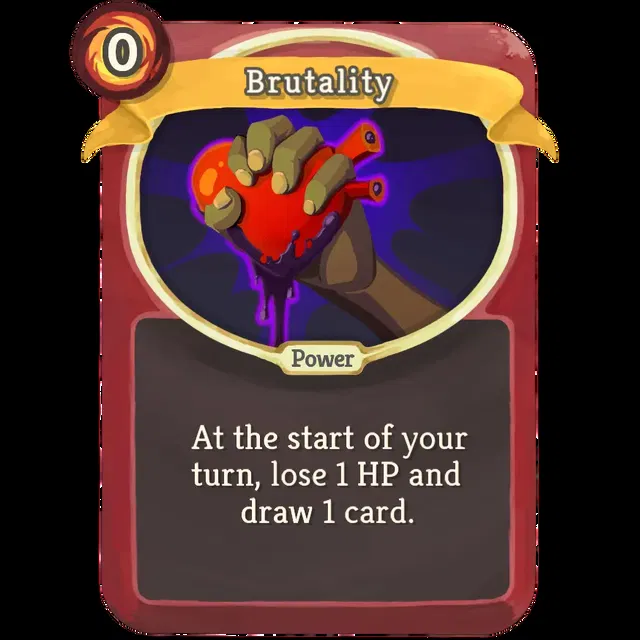 0
Brutality
Power
At the start of your
turn, lose 1 HP and
draw 1 card.